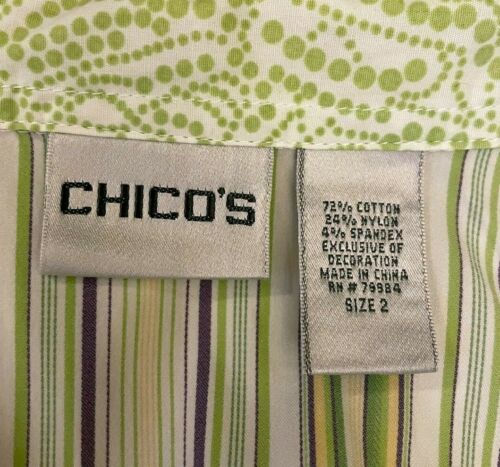 CHICO'S
72% COTTON
24% NYLON
4% SPANDEX
EXCLUSIVE OF
DECORATION
MADE IN CHINA
RN # 79984
SIZE 2